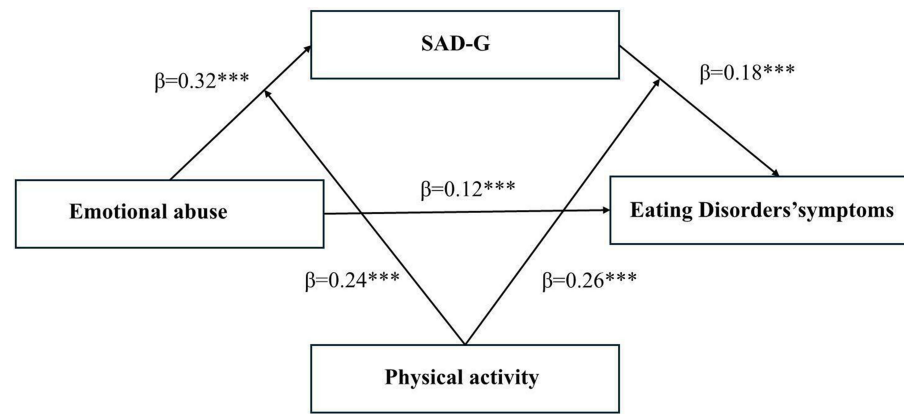 SAD-G
β=0.32***
β=0.18***
Emotional abuse
β=0.12***
Eating Disorders’symptoms
β=0.24***
β=0.26***
Physical activity